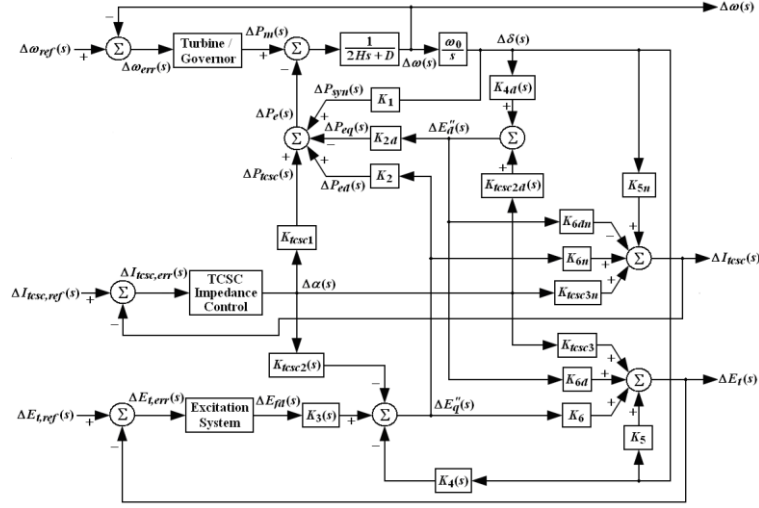 Δω(s)
ΔPm(s)
Δωref(s)
+
−
Σ
Δωerr(s)
Turbine /
Governor
+
−
Σ
1
2Hs + D
Δω(s)
ω0
s
Δδ(s)
K4d(s)
ΔPsyn(s)
K1
ΔPe(s)
ΔPeq(s)
K2d
ΔE''d(s)
+
+
Σ
Σ
+
−
+
+
ΔPtcsc(s)
ΔPed(s)
K2
Ktcsc2d(s)
K5n
Ktcsc1
K6dn
K6n
−
+
+
+
Σ
ΔItcsc(s)
ΔItcsc,ref(s)
+
−
Σ
ΔItcsc,err(s)
TCSC
Impedance
Control
Δα(s)
Ktcsc3n
Ktcsc2(s)
Ktcsc3
K6d
+
+
+
+
Σ
ΔEt(s)
ΔEt,ref(s)
+
−
Σ
ΔEt,err(s)
Excitation
System
ΔEfd(s)
K3(s)
+
−
−
Σ
ΔE''q(s)
K6
K5
K4(s)